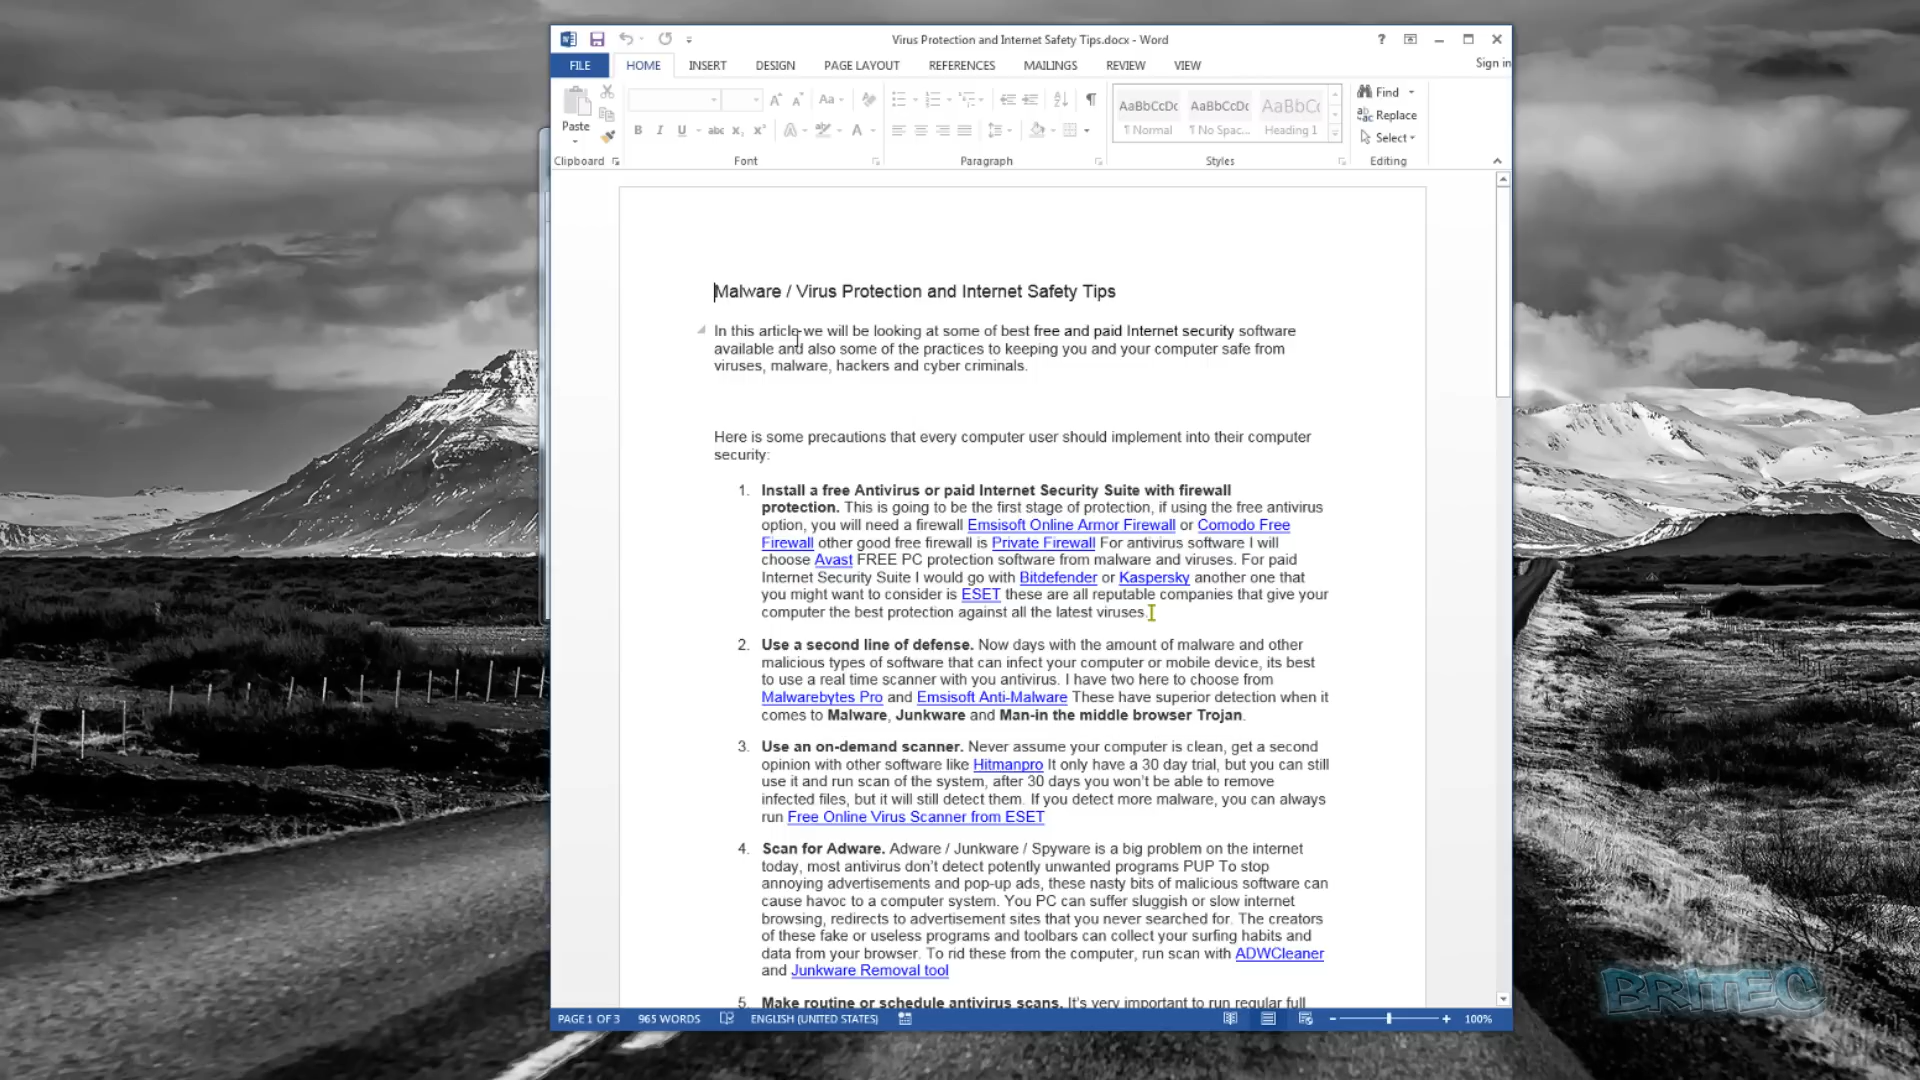 Virus Protection and Internet Safety Tips.docx - Word
FILE HOME INSERT DESIGN PAGE LAYOUT REFERENCES MAILINGS REVIEW VIEW Sign in
Paste
Clipboard
Font
Paragraph
AaBbCcDc AaBbCcDc AaBbC
¶ Normal ¶ No Spac... Heading 1
Styles
Find
Replace
Select
Editing
Malware / Virus Protection and Internet Safety Tips
In this article we will be looking at some of best free and paid Internet security software
available and also some of the practices to keeping you and your computer safe from
viruses, malware, hackers and cyber criminals.
Here is some precautions that every computer user should implement into their computer
security:
1. Install a free Antivirus or paid Internet Security Suite with firewall
protection. This is going to be the first stage of protection, if using the free antivirus
option, you will need a firewall Emsisoft Online Armor Firewall or Comodo Free
Firewall other good free firewall is Private Firewall For antivirus software I will
choose Avast FREE PC protection software from malware and viruses. For paid
Internet Security Suite I would go with Bitdefender or Kaspersky another one that
you might want to consider is ESET these are all reputable companies that give your
computer the best protection against all the latest viruses.
2. Use a second line of defense. Now days with the amount of malware and other
malicious types of software that can infect your computer or mobile device, its best
to use a real time scanner with you antivirus. I have two here to choose from
Malwarebytes Pro and Emsisoft Anti-Malware These have superior detection when it
comes to Malware, Junkware and Man-in the middle browser Trojan.
3. Use an on-demand scanner. Never assume your computer is clean, get a second
opinion with other software like Hitmanpro It only have a 30 day trial, but you can still
use it and run scan of the system, after 30 days you won't be able to remove
infected files, but it will still detect them. If you detect more malware, you can always
run Free Online Virus Scanner from ESET
4. Scan for Adware. Adware / Junkware / Spyware is a big problem on the internet
today, most antivirus don't detect potently unwanted programs PUP To stop
annoying advertisements and pop-up ads, these nasty bits of malicious software can
cause havoc to a computer system. You PC can suffer sluggish or slow internet
browsing, redirects to advertisement sites that you never searched for. The creators
of these fake or useless programs and toolbars can collect your surfing habits and
data from your browser. To rid these from the computer, run scan with ADWCleaner
and Junkware Removal tool
5. Make routine or schedule antivirus scans. It's very important to run regular full
PAGE 1 OF 3 965 WORDS ENGLISH (UNITED STATES) 100%
BRITEC